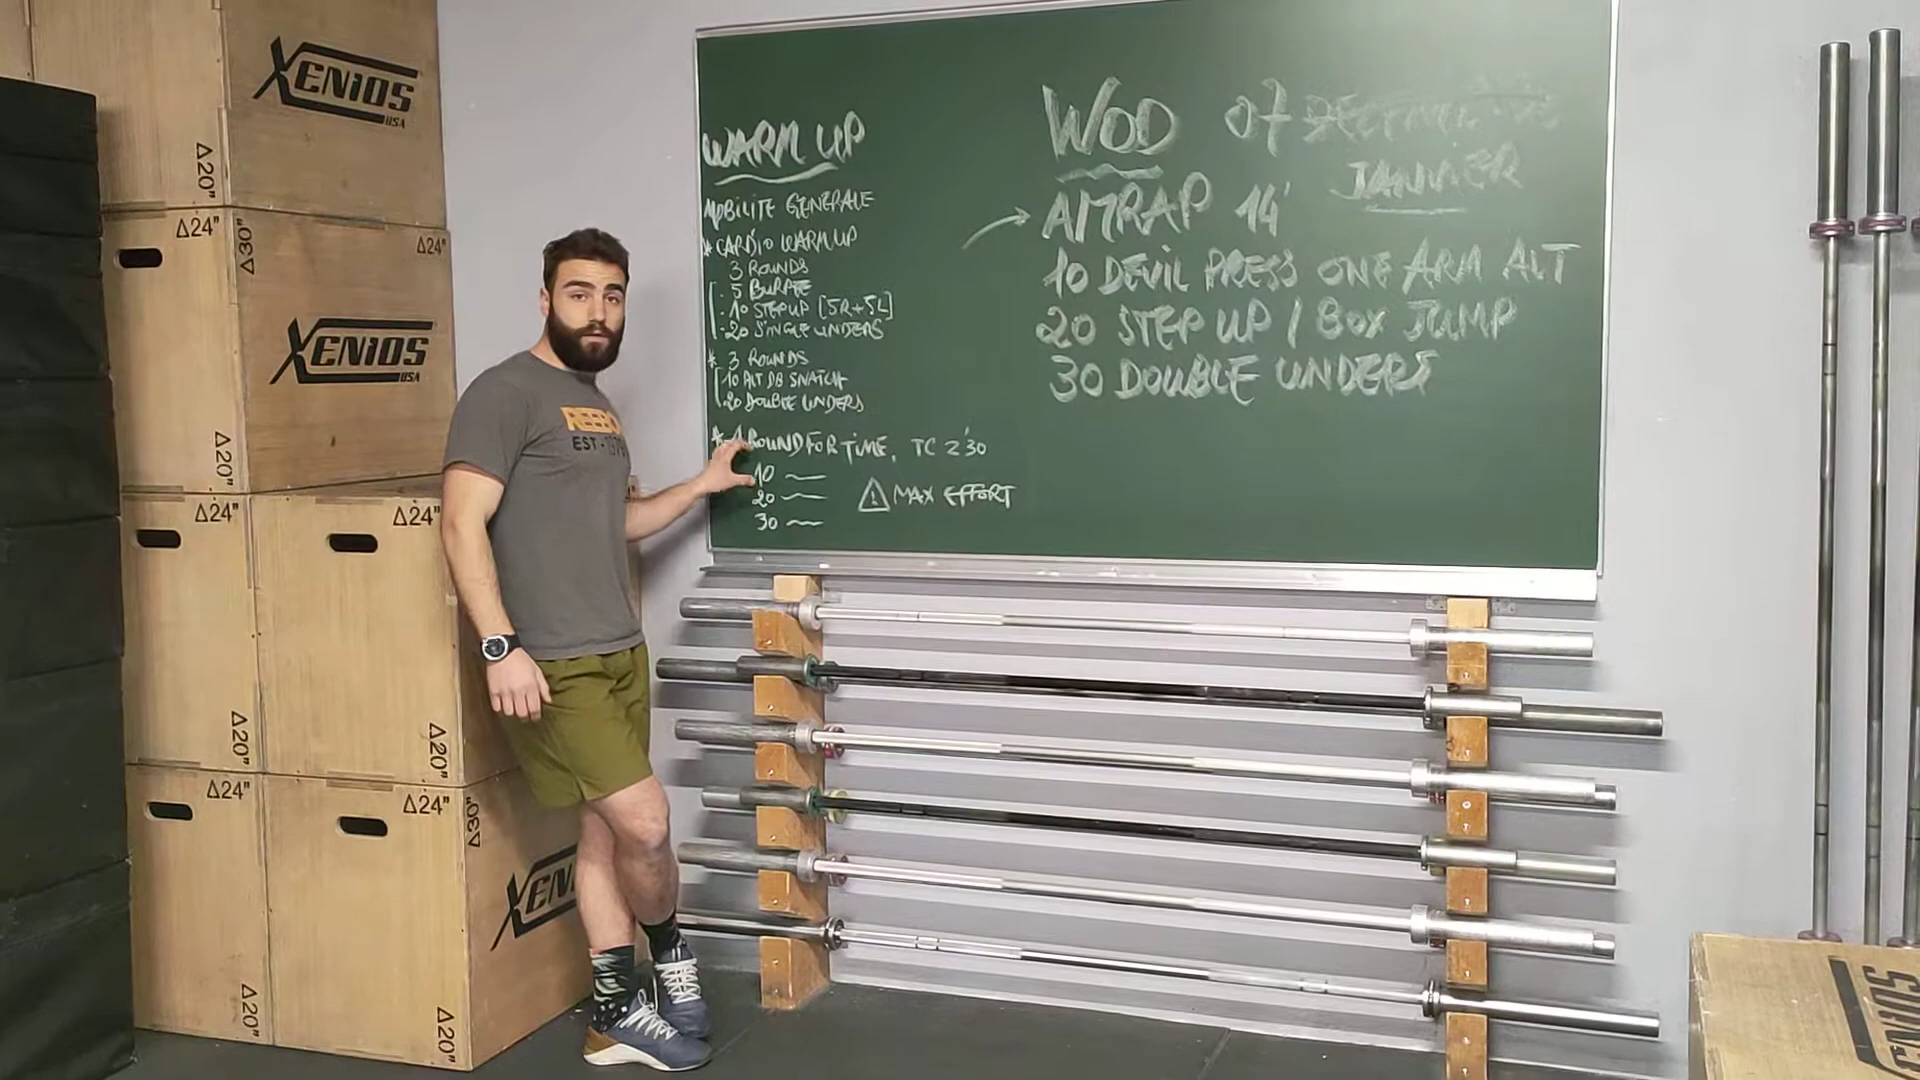 WARM UP
MOBILITE GENERALE
* CARDIO WARM UP
3 ROUNDS
. 5 BURPEE
. 10 STEP UP [5R+5L]
. 20 SINGLE UNDERS
* 3 ROUNDS
10 ALT DB SNATCH
20 DOUBLE UNDERS
* 1 ROUND FOR TIME, TC 2'30
10
20
30
⚠ MAX EFFORT
WOD 07
JANVIER
→ AMRAP 14'
10 DEVIL PRESS ONE ARM ALT
20 STEP UP / BOX JUMP
30 DOUBLE UNDERS
XENIOS
USA
Δ20"
Δ24"
Δ30"
Δ24"
XENIOS
USA
Δ20"
Δ24"
Δ24"
Δ20"
Δ20"
Δ24"
Δ24"
Δ30"
Δ20"
Δ20"
XENI
EST
XENIOS